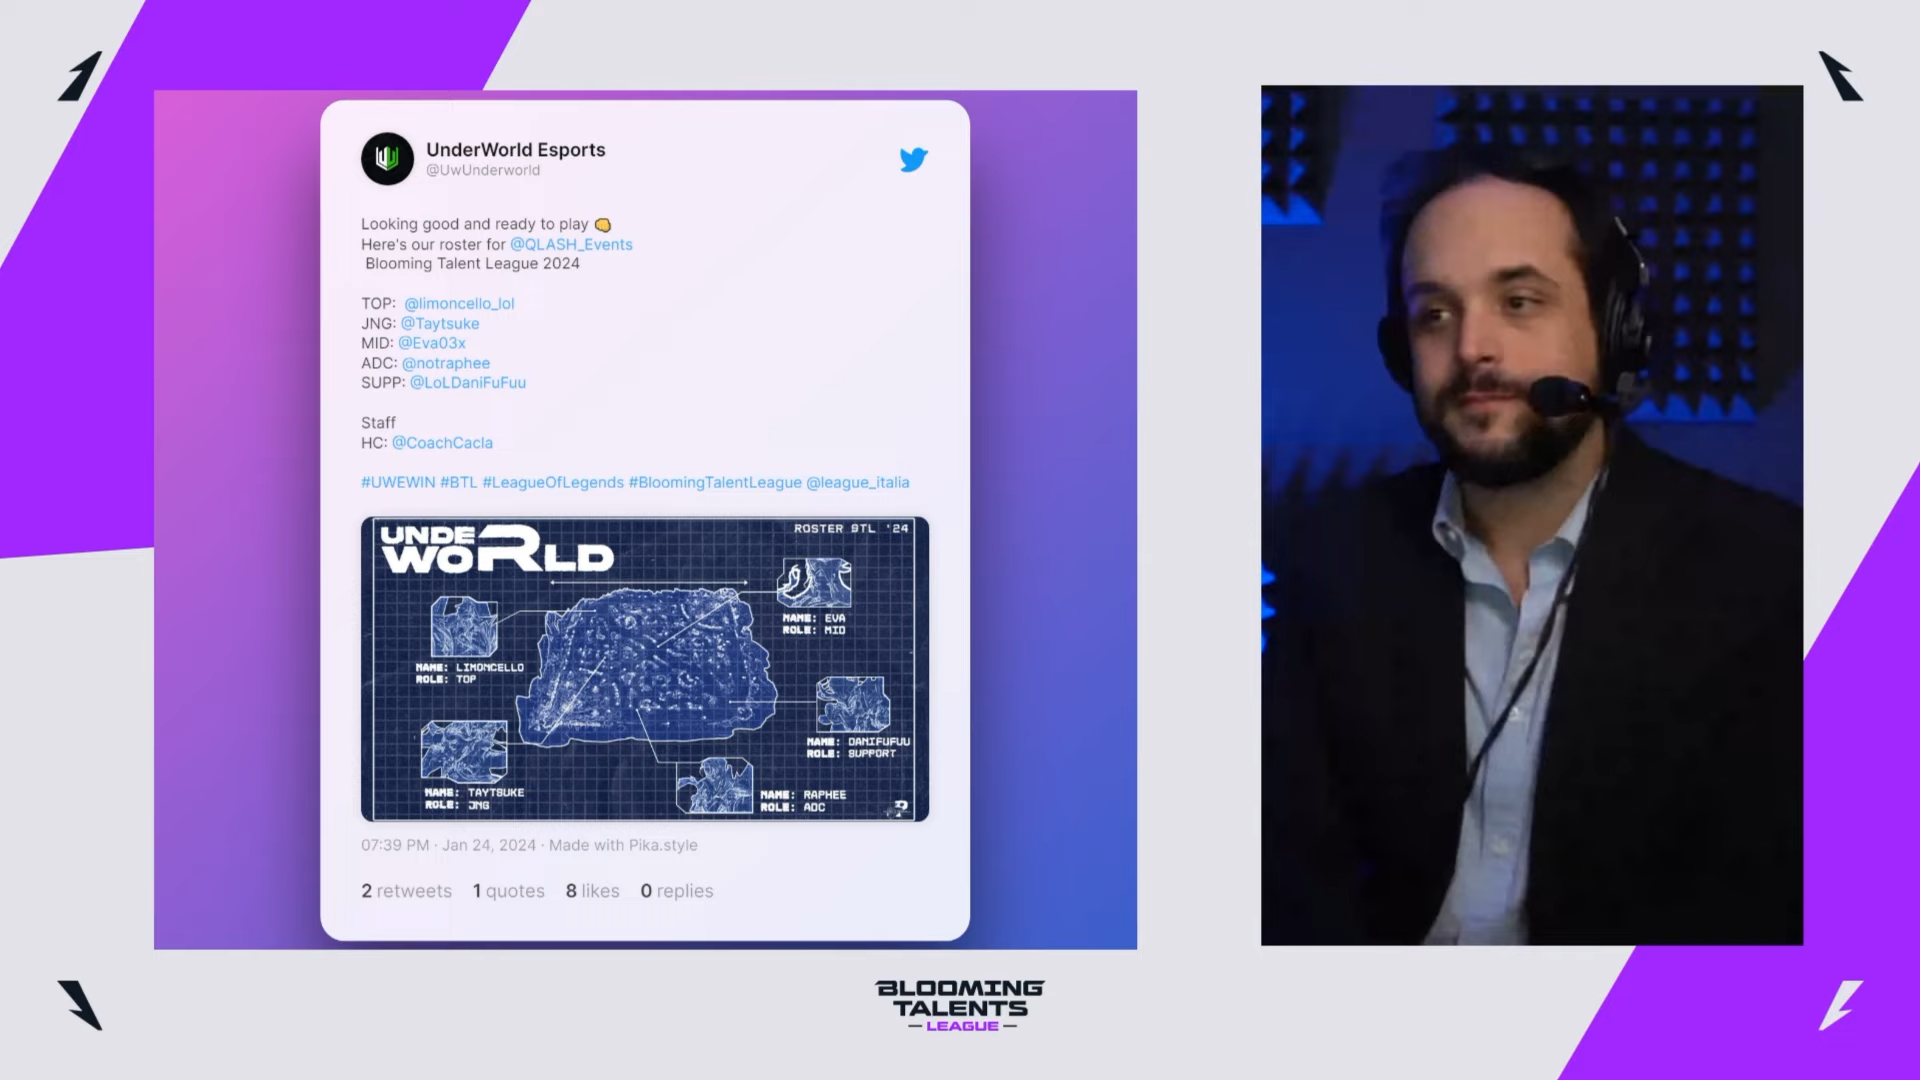 UnderWorld Esports
@UwUnderworld
Looking good and ready to play
Here's our roster for @QLASH_Events
Blooming Talent League 2024
TOP: @limoncello_lol
JNG: @Taytsuke
MID: @Eva03x
ADC: @notraphee
SUPP: @LoLDaniFuFuu
Staff
HC: @CoachCacla
#UWEWIN #BTL #LeagueOfLegends #BloomingTalentLeague @league_italia
UNDE
WORLD
ROSTER BTL '24
NAME: EVA
ROLE: MID
NAME: LIMONCELLO
ROLE: TOP
NAME: DANIFUFUU
ROLE: SUPPORT
NAME: TAYTSUKE
ROLE: JNG
NAME: RAPHEE
ROLE: ADC
07:39 PM · Jan 24, 2024 · Made with Pika.style
2 retweets 1 quotes 8 likes 0 replies
BLOOMING
TALENTS
LEAGUE